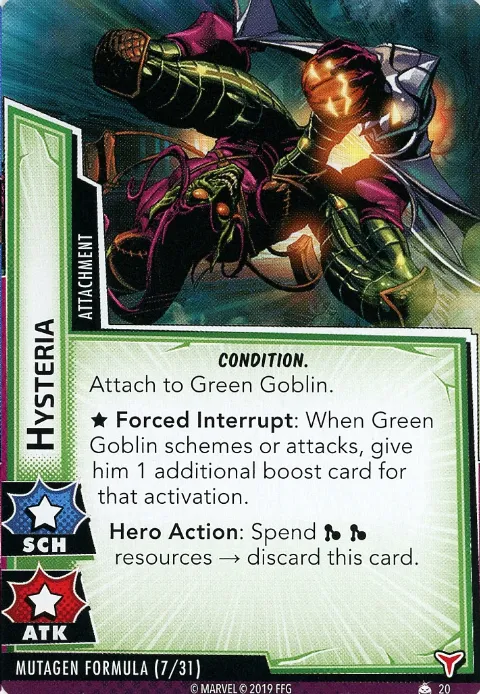 ATTACHMENT
HYSTERIA
CONDITION.
Attach to Green Goblin.
★ Forced Interrupt: When Green
Goblin schemes or attacks, give
him 1 additional boost card for
that activation.
Hero Action: Spend
resources → discard this card.
SCH
ATK
MUTAGEN FORMULA (7/31)
© MARVEL © 2019 FFG
20